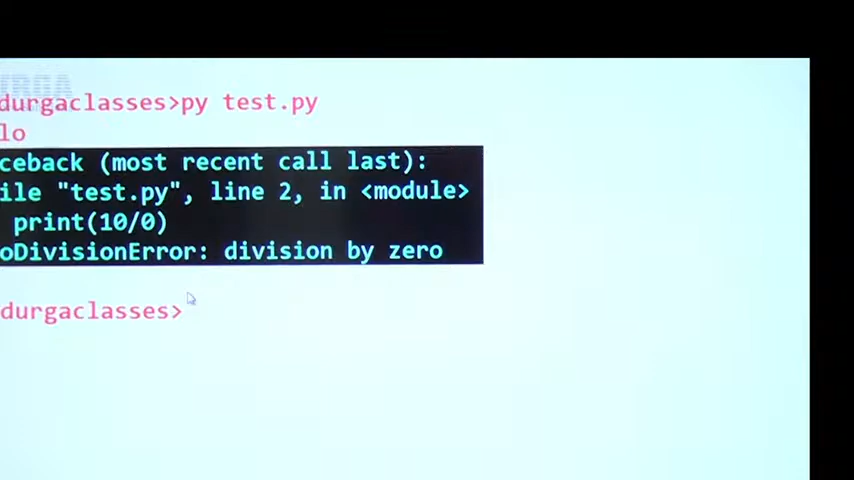 durgaclasses>py test.py
lo
ceback (most recent call last):
ile "test.py", line 2, in <module>
print(10/0)
oDivisionError: division by zero
durgaclasses>